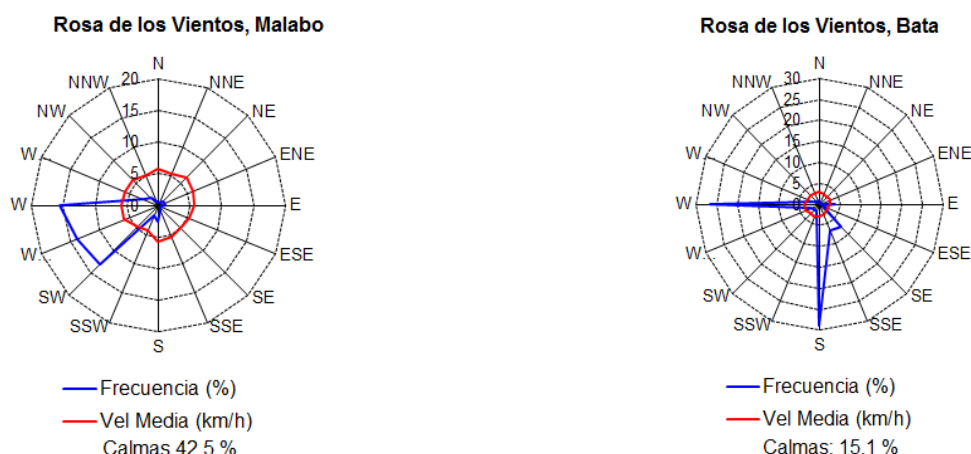 Rosa de los Vientos, Malabo
N
NNW
20
NNE
NW
15
NE
10
W
ENE
5
W
0
E
W
ESE
SW
SE
SSW
SSE
S
Frecuencia (%)
Vel Media (km/h)
Calmas 42,5 %
Rosa de los Vientos, Bata
N
NNW
30
NNE
25
NW
NE
20
15
W
ENE
10
5
W
0
E
W.
ESE
SW
SE
SSW
SSE
S
Frecuencia (%)
Vel Media (km/h)
Calmas: 15,1 %